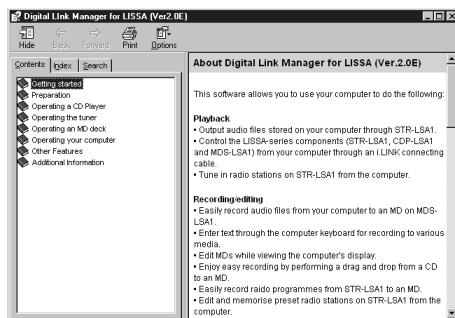 Digital LInk Manager for LISSA (Ver2.0E)
Hide Back Forward Print Options
Contents Index Search
Getting started
Preparation
Operating a CD Player
Operating the tuner
Operating an MD deck
Operating your computer
Other Features
Additional Information
About Digital Link Manager for LISSA (Ver.2.0E)
This software allows you to use your computer to do the following:
Playback
• Output audio files stored on your computer through STR-LSA1.
• Control the LISSA-series components (STR-LSA1, CDP-LSA1
and MDS-LSA1) from your computer through an i.LINK connecting
cable.
• Tune in radio stations on STR-LSA1 from the computer.
Recording/editing
• Easily record audio files from your computer to an MD on MDS-
LSA1.
• Enter text through the computer keyboard for recording to various
media.
• Edit MDs while viewing the computer's display.
• Enjoy easy recording by performing a drag and drop from a CD
to an MD.
• Easily record raido programmes from STR-LSA1 to an MD.
• Edit and memorise preset radio stations on STR-LSA1 from the
computer.